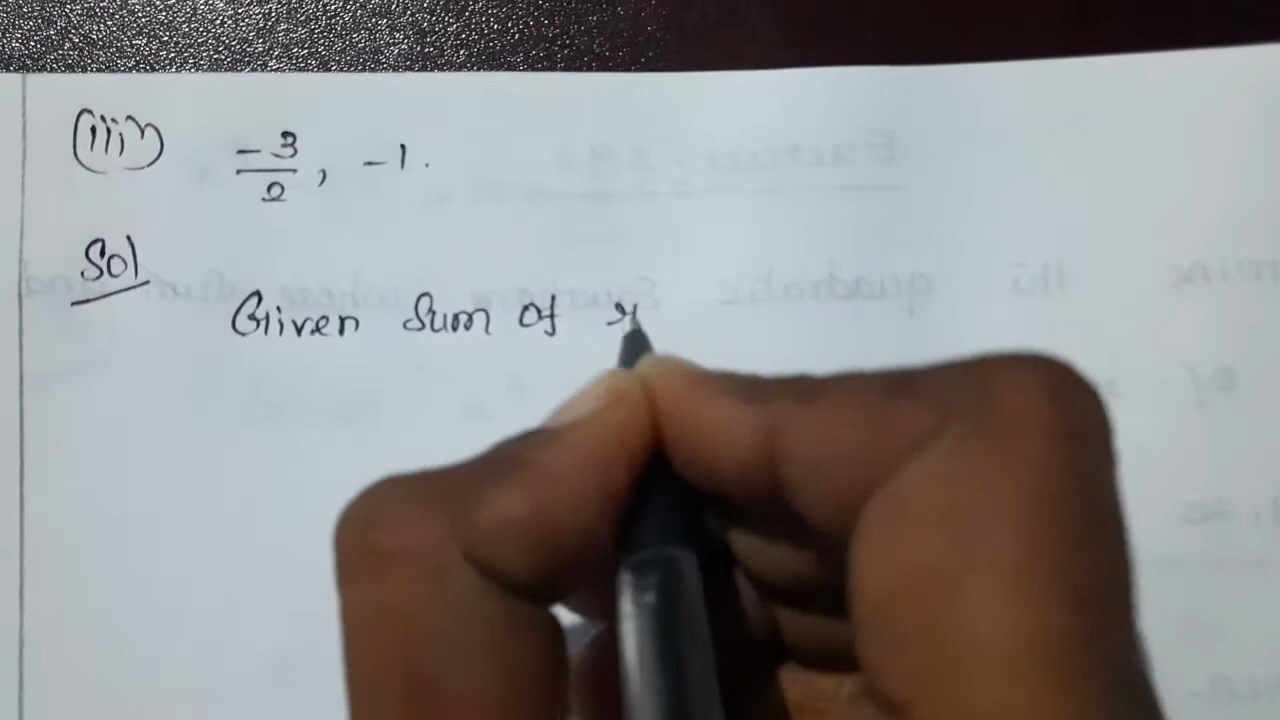 (iii) -3/2, -1.
Sol
Given Sum of r